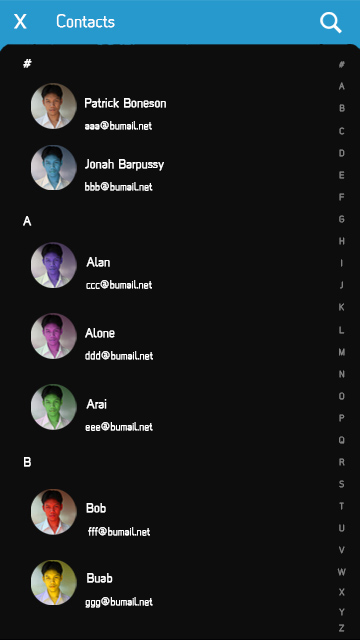 X Contacts
#
Patrick Boneson
aaa@bumail.net
Jonah Barpussy
bbb@bumail.net
A
Alan
ccc@bumail.net
Alone
ddd@bumail.net
Arai
eee@bumail.net
B
Bob
fff@bumail.net
Buab
ggg@bumail.net
#
A
B
C
D
E
F
G
H
I
J
K
L
M
N
O
P
Q
R
S
T
U
V
W
X
Y
Z